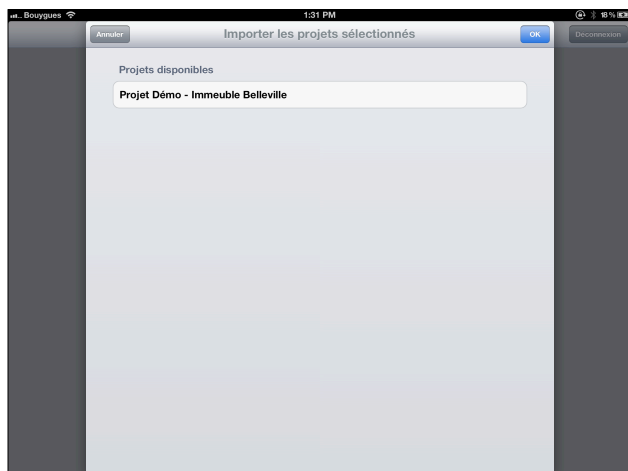 Bouygues 1:31 PM 18 %
Annuler Importer les projets sélectionnés OK Déconnexion
Projets disponibles
Projet Démo - Immeuble Belleville